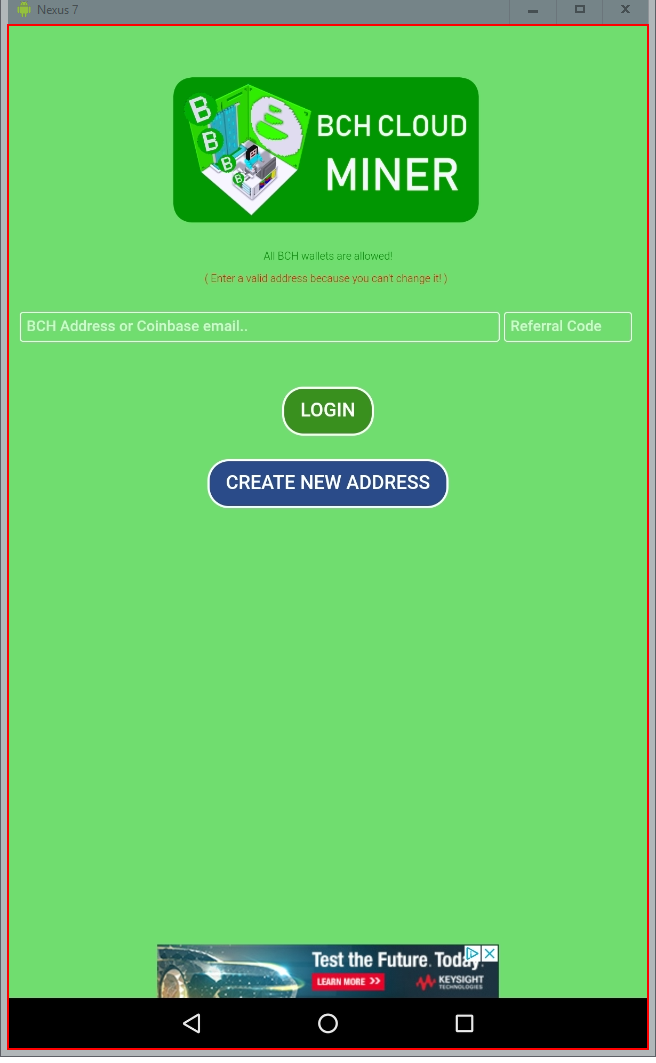 Nexus 7
BCH CLOUD
MINER
All BCH wallets are allowed!
( Enter a valid address because you can't change it! )
BCH Address or Coinbase email..
Referral Code
LOGIN
CREATE NEW ADDRESS
Test the Future. Today.
LEARN MORE >>
KEYSIGHT
TECHNOLOGIES